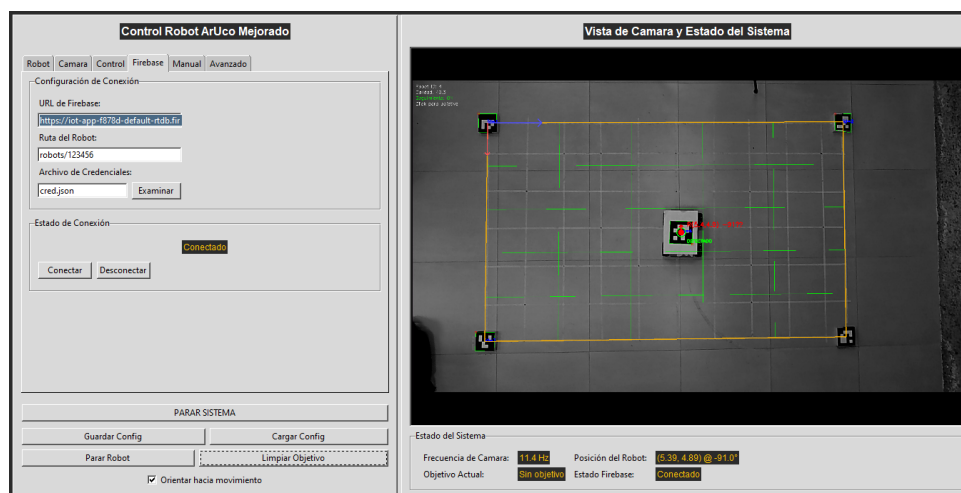 Control Robot ArUco Mejorado
Robot Camara Control Firebase Manual Avanzado
Configuración de Conexión
URL de Firebase:
https://iot-app-f878d-default-rtdb.fir
Ruta del Robot:
robots/123456
Archivo de Credenciales:
cred.json Examinar
Estado de Conexión
Conectado
Conectar Desconectar
PARAR SISTEMA
Guardar Config Cargar Config
Parar Robot Limpiar Objetivo
Orientar hacia movimiento
Vista de Camara y Estado del Sistema
Estado del Sistema
Frecuencia de Camara: 11.4 Hz Posición del Robot: (5.39, 4.89) @ -91.0°
Objetivo Actual: Sin objetivo Estado Firebase: Conectado